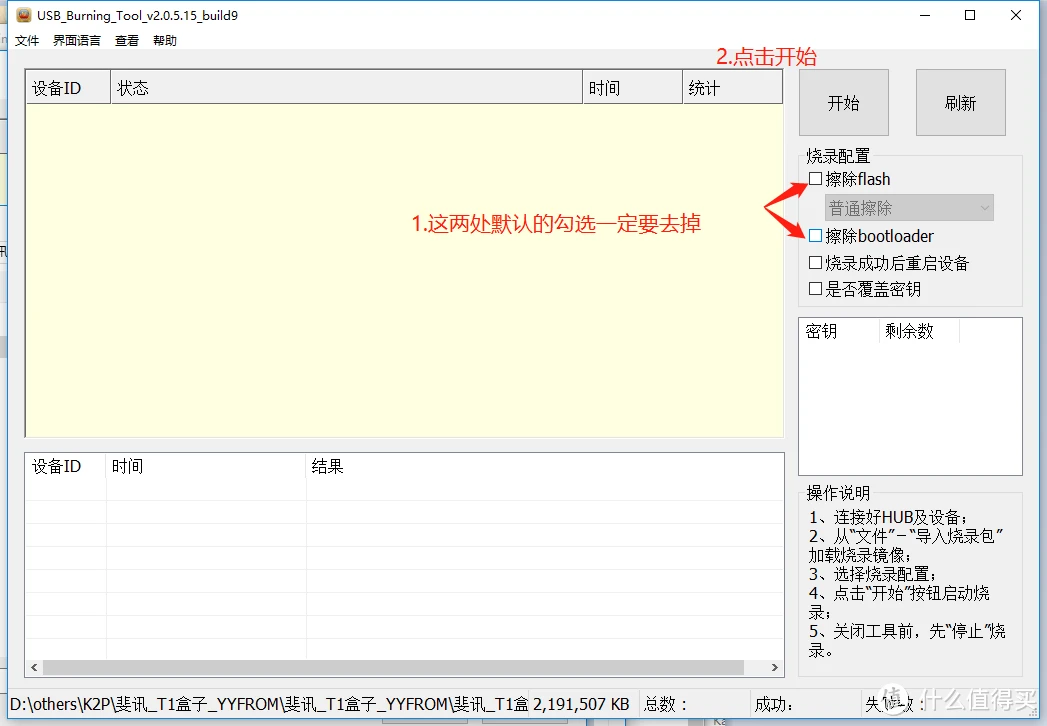 USB_Burning_Tool_v2.0.5.15_build9
文件 界面语言 查看 帮助
2.点击开始
设备ID 状态 时间 统计
开始 刷新
烧录配置
擦除flash
普通擦除
1.这两处默认的勾选一定要去掉
擦除bootloader
烧录成功后重启设备
是否覆盖密钥
密钥 剩余数
设备ID 时间 结果
操作说明
1、连接好HUB及设备;
2、从“文件”－“导入烧录包”
加载烧录镜像;
3、选择烧录配置;
4、点击“开始”按钮启动烧
录;
5、关闭工具前，先“停止”烧
录。
D:\others\K2P\斐讯_T1盒子_YYFROM\斐讯_T1盒子_YYFROM\斐讯_T1盒 2,191,507 KB 总数： 成功: 失
值 什么值得买